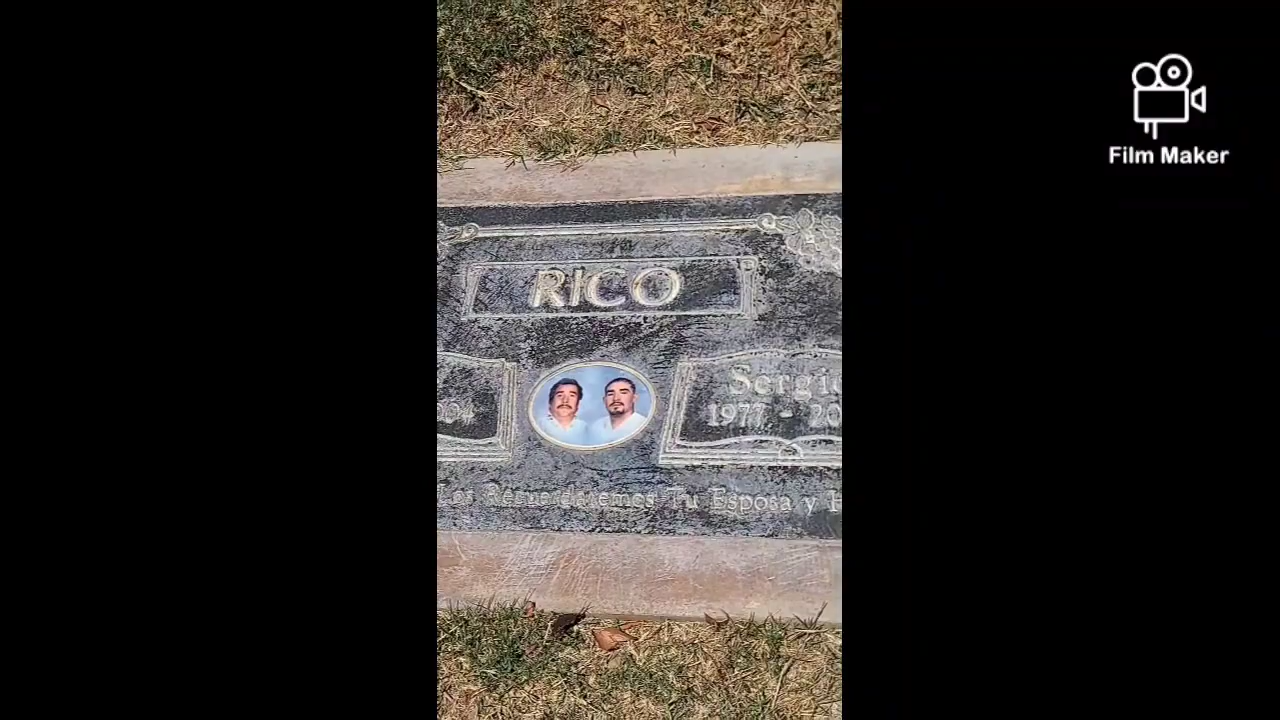 Film Maker
RICO
Sergio
1977 - 20
004
Los Recuerdaremos Tu Esposa y H